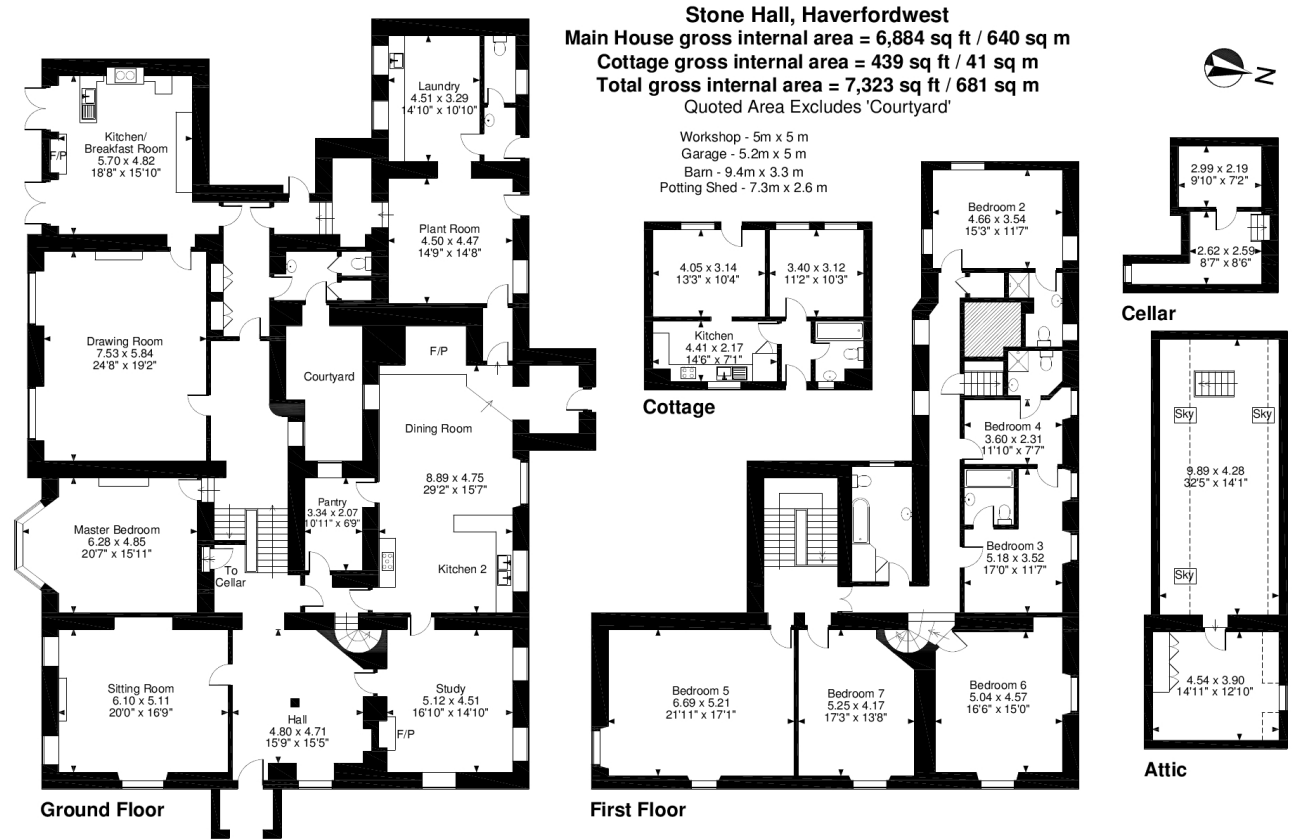 Stone Hall, Haverfordwest
Main House gross internal area = 6,884 sq ft / 640 sq m
Cottage gross internal area = 439 sq ft / 41 sq m
Total gross internal area = 7,323 sq ft / 681 sq m
Quoted Area Excludes 'Courtyard'
Workshop - 5m x 5 m
Garage - 5.2m x 5 m
Barn - 9.4m x 3.3 m
Potting Shed - 7.3m x 2.6 m
N
Laundry
4.51 x 3.29
14'10" x 10'10"
Kitchen/
Breakfast Room
5.70 x 4.82
18'8" x 15'10"
F/P
Plant Room
4.50 x 4.47
14'9" x 14'8"
Drawing Room
7.53 x 5.84
24'8" x 19'2"
F/P
Courtyard
Dining Room
8.89 x 4.75
29'2" x 15'7"
Pantry
3.34 x 2.07
10'11" x 6'9"
Master Bedroom
6.28 x 4.85
20'7" x 15'11"
To
Cellar
Kitchen 2
Sitting Room
6.10 x 5.11
20'0" x 16'9"
Hall
4.80 x 4.71
15'9" x 15'5"
Study
5.12 x 4.51
16'10" x 14'10"
F/P
Ground Floor
4.05 x 3.14
13'3" x 10'4"
3.40 x 3.12
11'2" x 10'3"
Kitchen
4.41 x 2.17
14'6" x 7'1"
Cottage
Bedroom 2
4.66 x 3.54
15'3" x 11'7"
Bedroom 4
3.60 x 2.31
11'10" x 7'7"
Bedroom 3
5.18 x 3.52
17'0" x 11'7"
Bedroom 5
6.69 x 5.21
21'11" x 17'1"
Bedroom 7
5.25 x 4.17
17'3" x 13'8"
Bedroom 6
5.04 x 4.57
16'6" x 15'0"
First Floor
2.99 x 2.19
9'10" x 7'2"
2.62 x 2.59
8'7" x 8'6"
Cellar
Sky
Sky
9.89 x 4.28
32'5" x 14'1"
Sky
4.54 x 3.90
14'11" x 12'10"
Attic